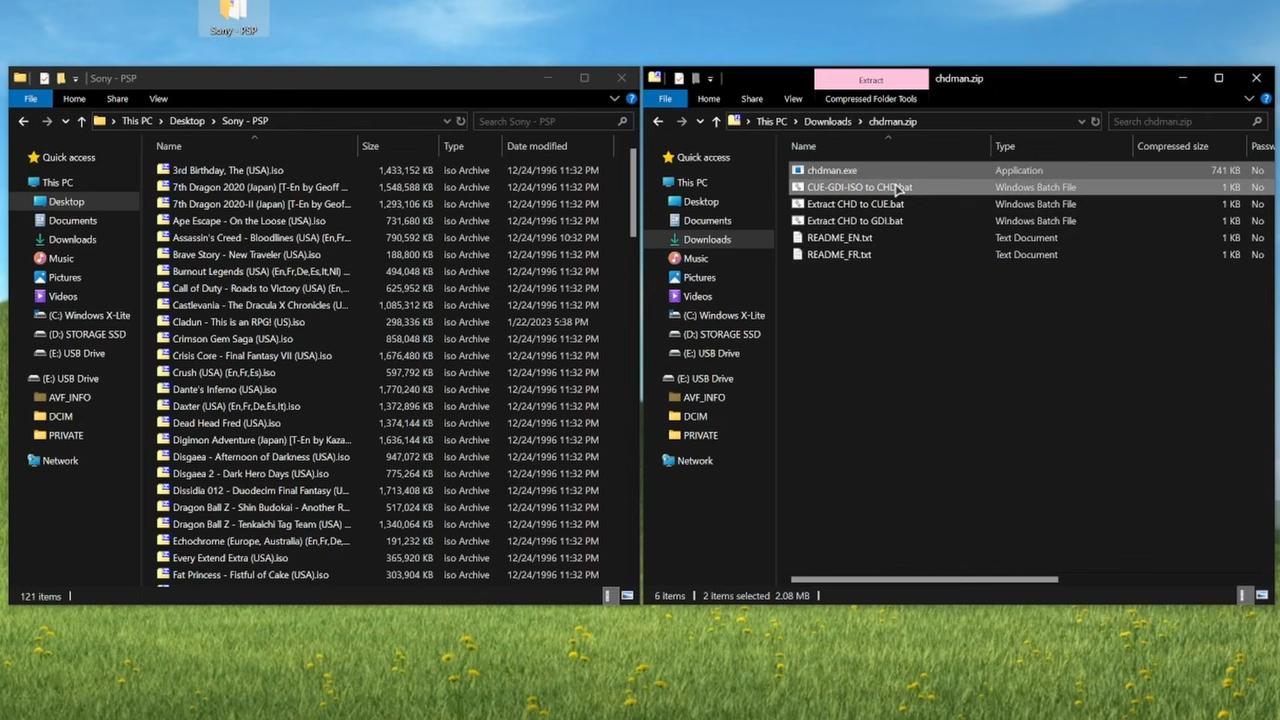 Sony - PSP
Sony - PSP
File Home Share View
This PC Desktop Sony - PSP Search Sony - PSP
Name Size Type Date modified
Quick access
This PC
Desktop
Documents
Downloads
Music
Pictures
Videos
(C:) Windows X-Lite
(D:) STORAGE SSD
(E:) USB Drive
(E:) USB Drive
AVF_INFO
DCIM
PRIVATE
Network
3rd Birthday, The (USA).iso 1,433,152 KB iso Archive 12/24/1996 11:32 PM
7th Dragon 2020 (Japan) [T-En by Geoff ... 1,548,588 KB iso Archive 12/24/1996 11:32 PM
7th Dragon 2020-II (Japan) [T-En by Geof... 1,293,106 KB iso Archive 12/24/1996 11:32 PM
Ape Escape - On the Loose (USA).iso 731,680 KB iso Archive 12/24/1996 11:32 PM
Assassin's Creed - Bloodlines (USA) (En,Fr,... 790,592 KB iso Archive 12/24/1996 10:32 PM
Brave Story - New Traveler (USA).iso 188,800 KB iso Archive 12/24/1996 11:32 PM
Burnout Legends (USA) (En,Fr,De,Es,It,Nl) ... 494,048 KB iso Archive 12/24/1996 11:32 PM
Call of Duty - Roads to Victory (USA) (En,... 625,952 KB iso Archive 12/24/1996 11:32 PM
Castlevania - The Dracula X Chronicles (U... 1,085,312 KB iso Archive 12/24/1996 11:32 PM
Cladun - This is an RPG! (US).iso 298,336 KB iso Archive 1/22/2023 5:38 PM
Crimson Gem Saga (USA).iso 858,048 KB iso Archive 12/24/1996 11:32 PM
Crisis Core - Final Fantasy VII (USA).iso 1,676,480 KB iso Archive 12/24/1996 11:32 PM
Crush (USA) (En,Fr,Es).iso 597,792 KB iso Archive 12/24/1996 11:32 PM
Dante's Inferno (USA).iso 1,770,240 KB iso Archive 12/24/1996 11:32 PM
Daxter (USA) (En,Fr,De,Es,It).iso 1,372,896 KB iso Archive 12/24/1996 11:32 PM
Dead Head Fred (USA).iso 1,374,144 KB iso Archive 12/24/1996 11:32 PM
Digimon Adventure (Japan) [T-En by Kaza... 1,636,144 KB iso Archive 12/24/1996 11:32 PM
Disgaea - Afternoon of Darkness (USA).iso 947,072 KB iso Archive 12/24/1996 11:32 PM
Disgaea 2 - Dark Hero Days (USA).iso 775,264 KB iso Archive 12/24/1996 11:32 PM
Dissidia 012 - Duodecim Final Fantasy (U... 1,713,408 KB iso Archive 12/24/1996 11:32 PM
Dragon Ball Z - Shin Budokai - Another R... 517,024 KB iso Archive 12/24/1996 11:32 PM
Dragon Ball Z - Tenkaichi Tag Team (USA) ... 1,340,064 KB iso Archive 12/24/1996 11:32 PM
Echochrome (Europe, Australia) (En,Fr,De,... 191,232 KB iso Archive 12/24/1996 11:32 PM
Every Extend Extra (USA).iso 365,920 KB iso Archive 12/24/1996 11:32 PM
Fat Princess - Fistful of Cake (USA).iso 303,904 KB iso Archive 12/24/1996 11:32 PM
121 items
Extract chdman.zip
File Home Share View Compressed Folder Tools
This PC Downloads chdman.zip Search chdman.zip
Name Type Compressed size Passw
Quick access
This PC
Desktop
Documents
Downloads
Music
Pictures
Videos
(C:) Windows X-Lite
(D:) STORAGE SSD
(E:) USB Drive
(E:) USB Drive
AVF_INFO
DCIM
PRIVATE
Network
chdman.exe Application 741 KB No
CUE-GDI-ISO to CHD.bat Windows Batch File 1 KB No
Extract CHD to CUE.bat Windows Batch File 1 KB No
Extract CHD to GDI.bat Windows Batch File 1 KB No
README_EN.txt Text Document 1 KB No
README_FR.txt Text Document 1 KB No
6 items 2 items selected 2.08 MB